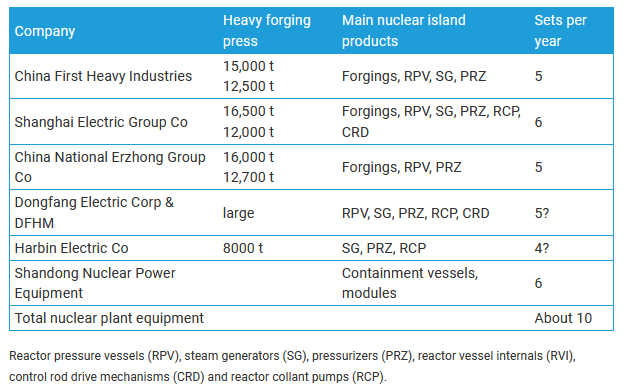 Company Heavy forging press Main nuclear island products Sets per year
China First Heavy Industries 15,000 t 12,500 t Forgings, RPV, SG, PRZ 5
Shanghai Electric Group Co 16,500 t 12,000 t Forgings, RPV, SG, PRZ, RCP, CRD 6
China National Erzhong Group Co 16,000 t 12,700 t Forgings, RPV, PRZ 5
Dongfang Electric Corp & DFHM large RPV, SG, PRZ, RCP, CRD 5?
Harbin Electric Co 8000 t SG, PRZ, RCP 4?
Shandong Nuclear Power Equipment Containment vessels, modules 6
Total nuclear plant equipment About 10
Reactor pressure vessels (RPV), steam generators (SG), pressurizers (PRZ), reactor vessel internals (RVI),
control rod drive mechanisms (CRD) and reactor collant pumps (RCP).